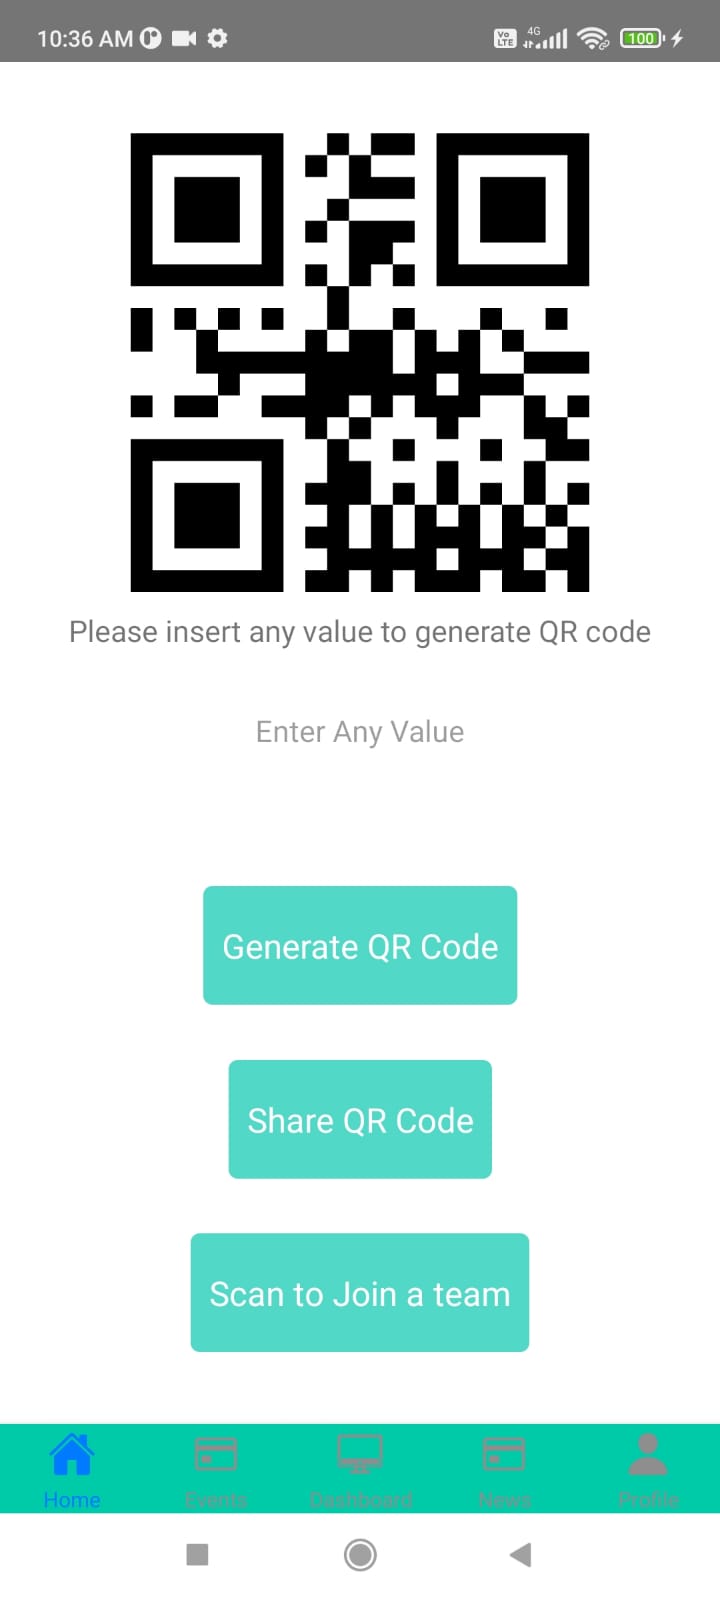 10:36 AM
Vo LTE 4G 100
Please insert any value to generate QR code
Enter Any Value
Generate QR Code
Share QR Code
Scan to Join a team
Home Events Dashboard News Profile